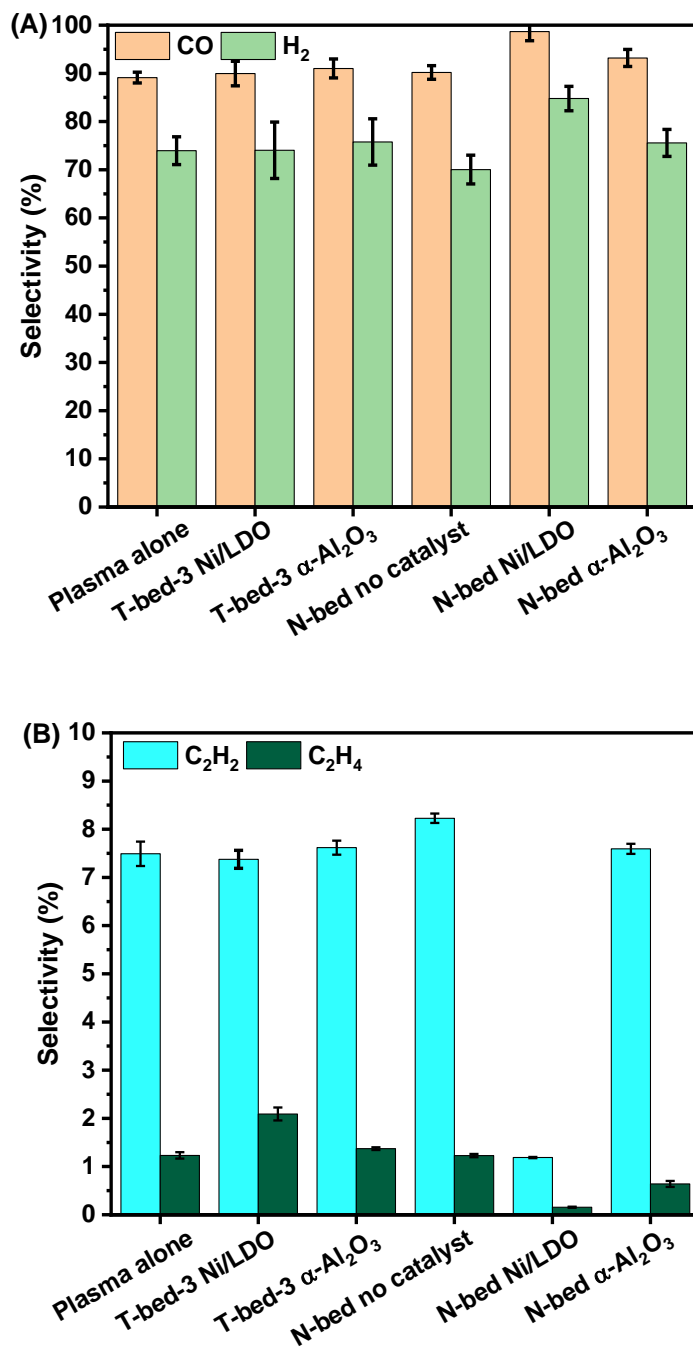 (A)
CO H₂
Selectivity (%)
100
90
80
70
60
50
40
30
20
10
0
Plasma alone
T-bed-3 Ni/LDO
T-bed-3 α-Al₂O₃
N-bed no catalyst
N-bed Ni/LDO
N-bed α-Al₂O₃
(B)
C₂H₂ C₂H₄
Selectivity (%)
10
9
8
7
6
5
4
3
2
1
0
Plasma alone
T-bed-3 Ni/LDO
T-bed-3 α-Al₂O₃
N-bed no catalyst
N-bed Ni/LDO
N-bed α-Al₂O₃